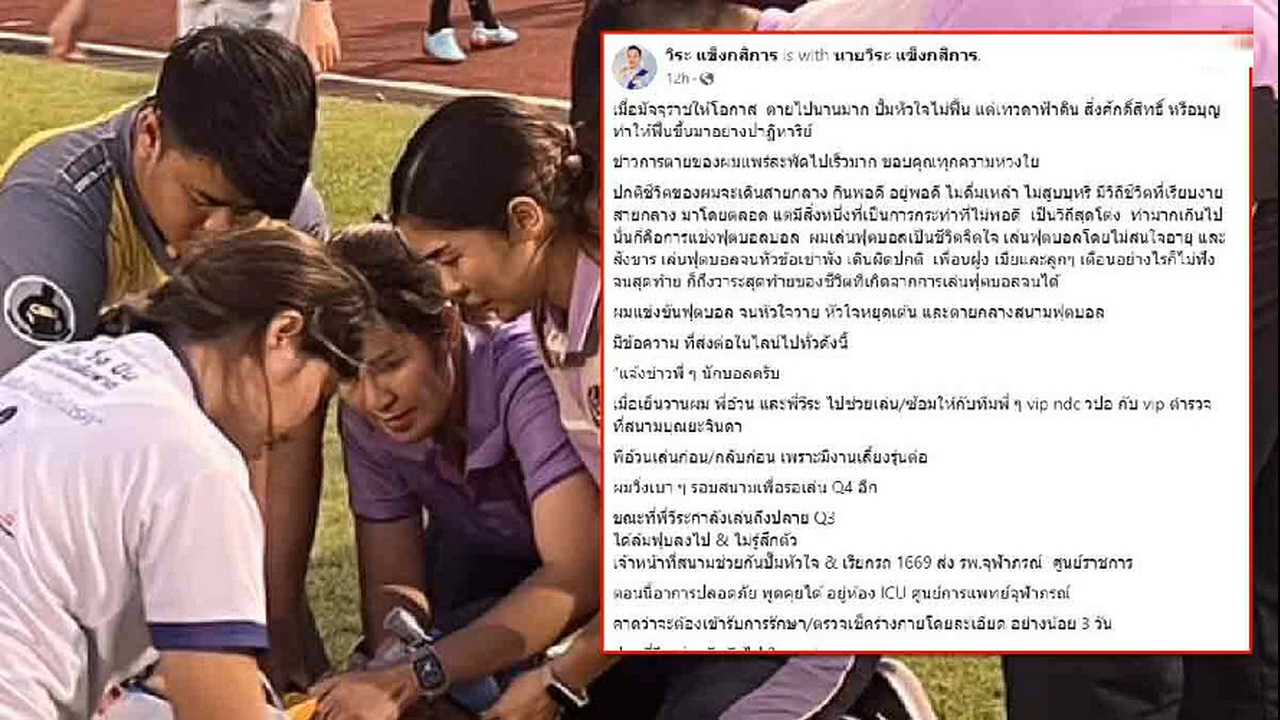 วิระ แข็งกสิการ is with นายวีระ แข็งกสิการ.
12h
เมื่อมัจจุราชให้โอกาส ตายไปนานมาก ปั๊มหัวใจไม่ฟื้น แต่เทวดาฟ้าดิน สิ่งศักดิ์สิทธิ์ หรือบุญ
ทำให้ฟื้นขึ้นมาอย่างปาฏิหาริย์
ข่าวการตายของผมแพร่สะพัดไปเร็วมาก ขอบคุณทุกความห่วงใย
ปกติชีวิตของผมจะเดินสายกลาง กินพอดี อยู่พอดี ไม่ดื่มเหล้า ไม่สูบบุหรี่ มีวิถีชีวิตที่เรียบง่าย
สายกลาง มาโดยตลอด แต่มีสิ่งหนึ่งที่เป็นการกระทำที่ไม่พอดี เป็นวิถีสุดโต่ง ทำมากเกินไป
นั่นก็คือการแข่งฟุตบอลบอล ผมเล่นฟุตบอลเป็นชีวิตจิตใจ เล่นฟุตบอลโดยไม่สนใจอายุ และ
สังขาร เล่นฟุตบอลจนหัวข้อเข่าพัง เดินผิดปกติ เพื่อนฝูง เมียและลูกๆ เตือนอย่างไรก็ไม่ฟัง
จนสุดท้าย ก็ถึงวาระสุดท้ายของชีวิตที่เกิดจากการเล่นฟุตบอลจนได้
ผมแข่งขันฟุตบอล จนหัวใจวาย หัวใจหยุดเต้น และตายกลางสนามฟุตบอล
มีข้อความ ที่ส่งต่อในไลน์ไปทั่วดังนี้
"แจ้งข่าวพี่ ๆ นักบอลครับ
เมื่อเย็นวานผม พี่อ้วน และพี่วีระ ไปช่วยเล่น/ซ้อมให้กับทีมพี่ ๆ vip ndc วปอ กับ vip ตำรวจ
ที่สนามบุณยะจินดา
พี่อ้วนเล่นก่อน/กลับก่อน เพราะมีงานเลี้ยงรุ่นต่อ
ผมวิ่งเบา ๆ รอบสนามเพื่อรอเล่น Q4 อีก
ขณะที่พี่วีระกำลังเล่นถึงปลาย Q3
ได้ล้มฟุบลงไป & ไม่รู้สึกตัว
เจ้าหน้าที่สนามช่วยกันปั๊มหัวใจ & เรียกรถ 1669 ส่ง รพ.จุฬาภรณ์ ศูนย์ราชการ
ตอนนี้อาการปลอดภัย พูดคุยได้ อยู่ห้อง ICU ศูนย์การแพทย์จุฬาภรณ์
คาดว่าจะต้องเข้ารับการรักษา/ตรวจเช็คร่างกายโดยละเอียด อย่างน้อย 3 วัน